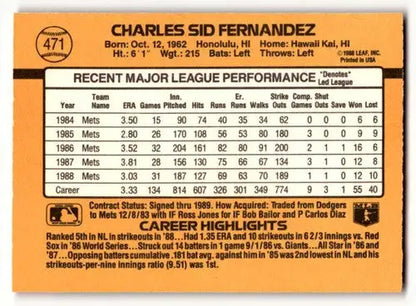 471
CHARLES SID FERNANDEZ
Born: Oct. 12, 1962 Honolulu, HI Home: Hawaii Kai, HI
Ht: 6'1" Wgt.: 215 Bats: Left Throws: Left
© 1988 LEAF, INC.
Printed in USA
RECENT MAJOR LEAGUE PERFORMANCE *Denotes* Led League
Year Team Name ERA Games Inn. Pitched Hits Runs Er. Runs Walks Strike Outs Comp. Games Shut Outs Save Won Lost
1984 Mets 3.50 15 90 74 40 35 34 62 0 0 0 6 6
1985 Mets 2.80 26 170 108 56 53 80 180 3 0 0 9 9
1986 Mets 3.52 32 204 161 82 80 91 200 2 1 1 16 6
1987 Mets 3.81 28 156 130 75 66 67 134 3 1 0 12 8
1988 Mets 3.03 31 187 127 69 63 70 189 1 1 0 12 10
Career 3.33 134 814 607 326 301 349 774 9 3 1 55 40
Contract Status: Signed thru 1989. How Acquired: Traded from Dodgers
to Mets 12/8/83 with IF Ross Jones for IF Bob Bailor and P Carlos Diaz
CAREER HIGHLIGHTS
Ranked 5th in NL in strikeouts in '88... Had 1.35 ERA and 10 strikeouts in 6 2/3 innings vs. Red
Sox in '86 World Series... Struck out 14 batters in 1 game 9/1/86 vs. Giants... All Star in '86 and
'87... Opposing batters cumulative .181 bat avg. against him in '85 was 2nd lowest in NL and his
strikeouts-per-nine innings ratio (9.51) was 1st.